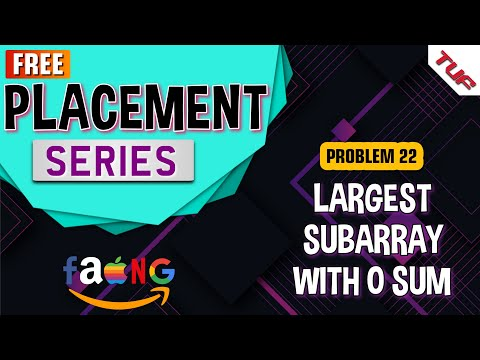 FREE
PLACEMENT
SERIES
TUF
PROBLEM 22
LARGEST
SUBARRAY
WITH 0 SUM
faANG